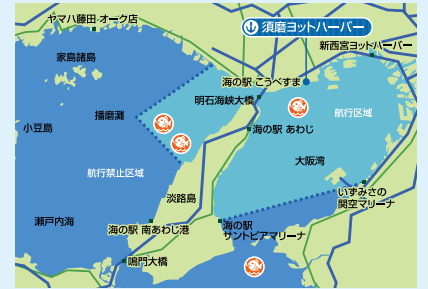 ヤマハ藤田・オーク店
須磨ヨットハーバー
新西宮ヨットハーバー
家島諸島
海の駅・こうべすま
明石海峡大橋
播磨灘
航行区域
小豆島
海の駅 あわじ
大阪湾
航行禁止区域
淡路島
いずみさの
関空マリーナ
瀬戸内海
海の駅 南あわじ港
海の駅
サントピアマリーナ
鳴門大橋